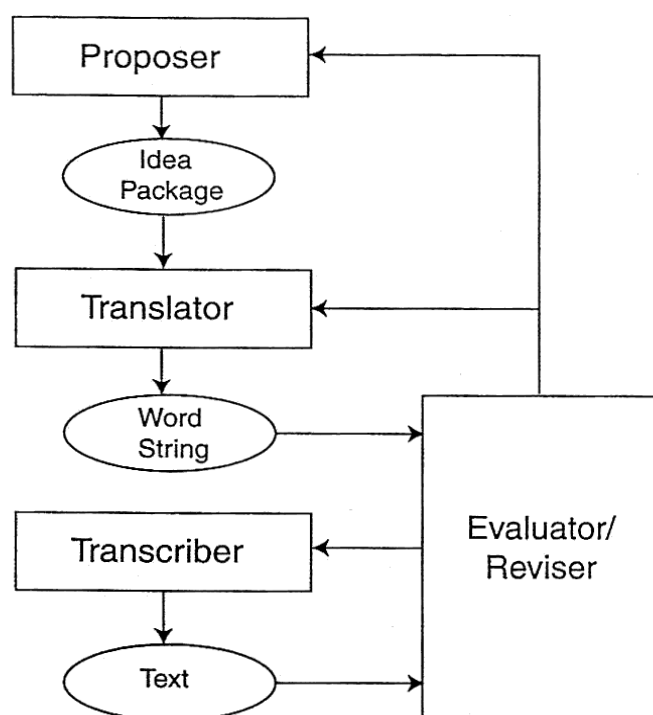 Proposer
Idea
Package
Translator
Word
String
Transcriber
Evaluator/
Reviser
Text